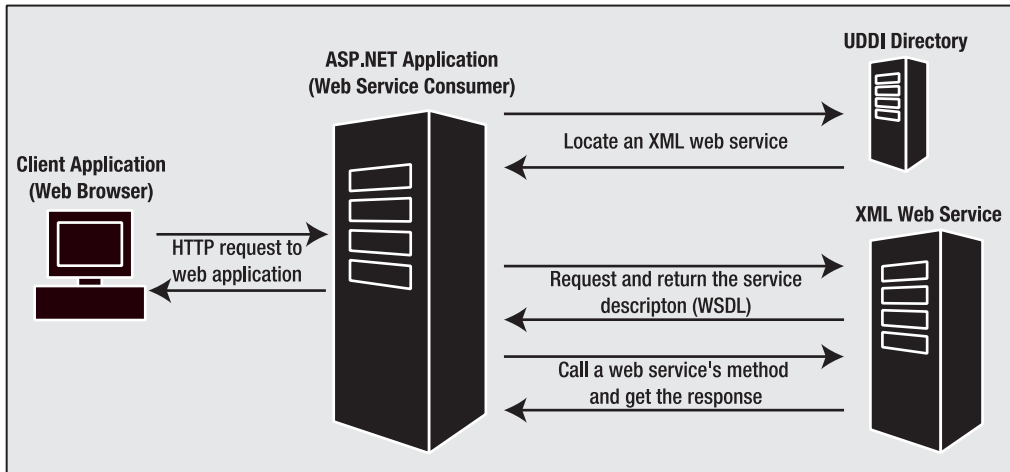 UDDI Directory
ASP.NET Application
(Web Service Consumer)
Locate an XML web service
Client Application
(Web Browser)
XML Web Service
HTTP request to
web application
Request and return the service
descripton (WSDL)
Call a web service's method
and get the response